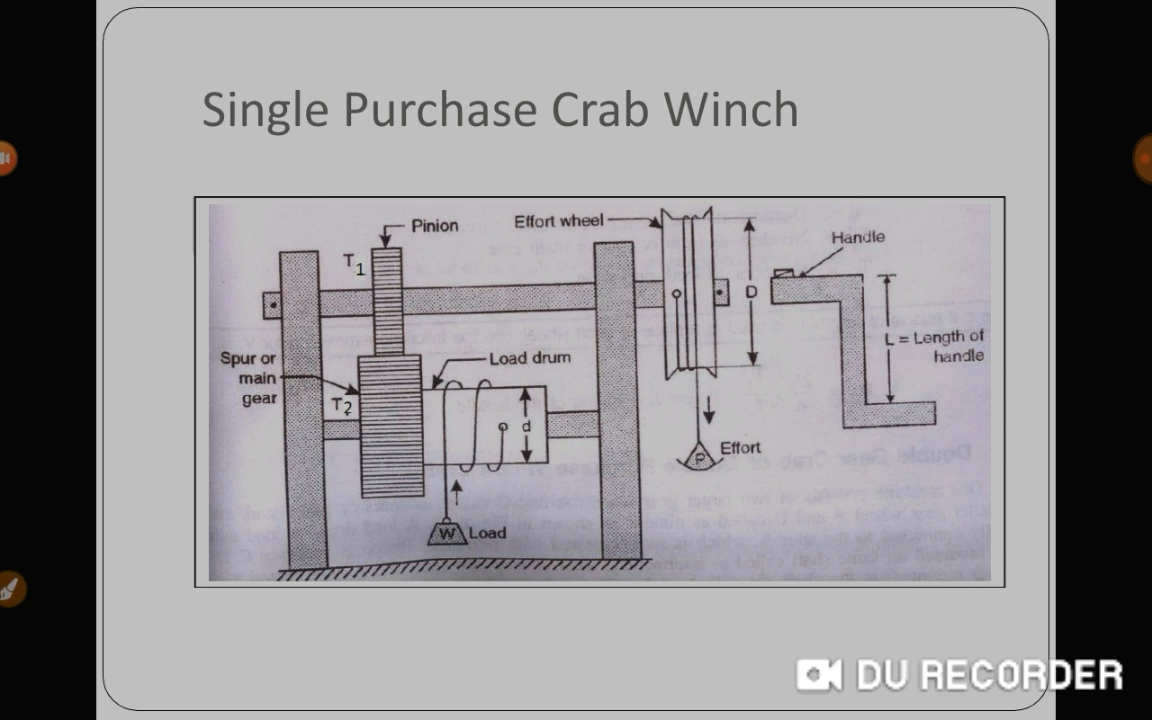 Single Purchase Crab Winch
Pinion
Effort wheel
Handle
T1
D
Spur or
main
gear
Load drum
L = Length of
handle
T2
d
Effort
P
W
Load
DU RECORDER